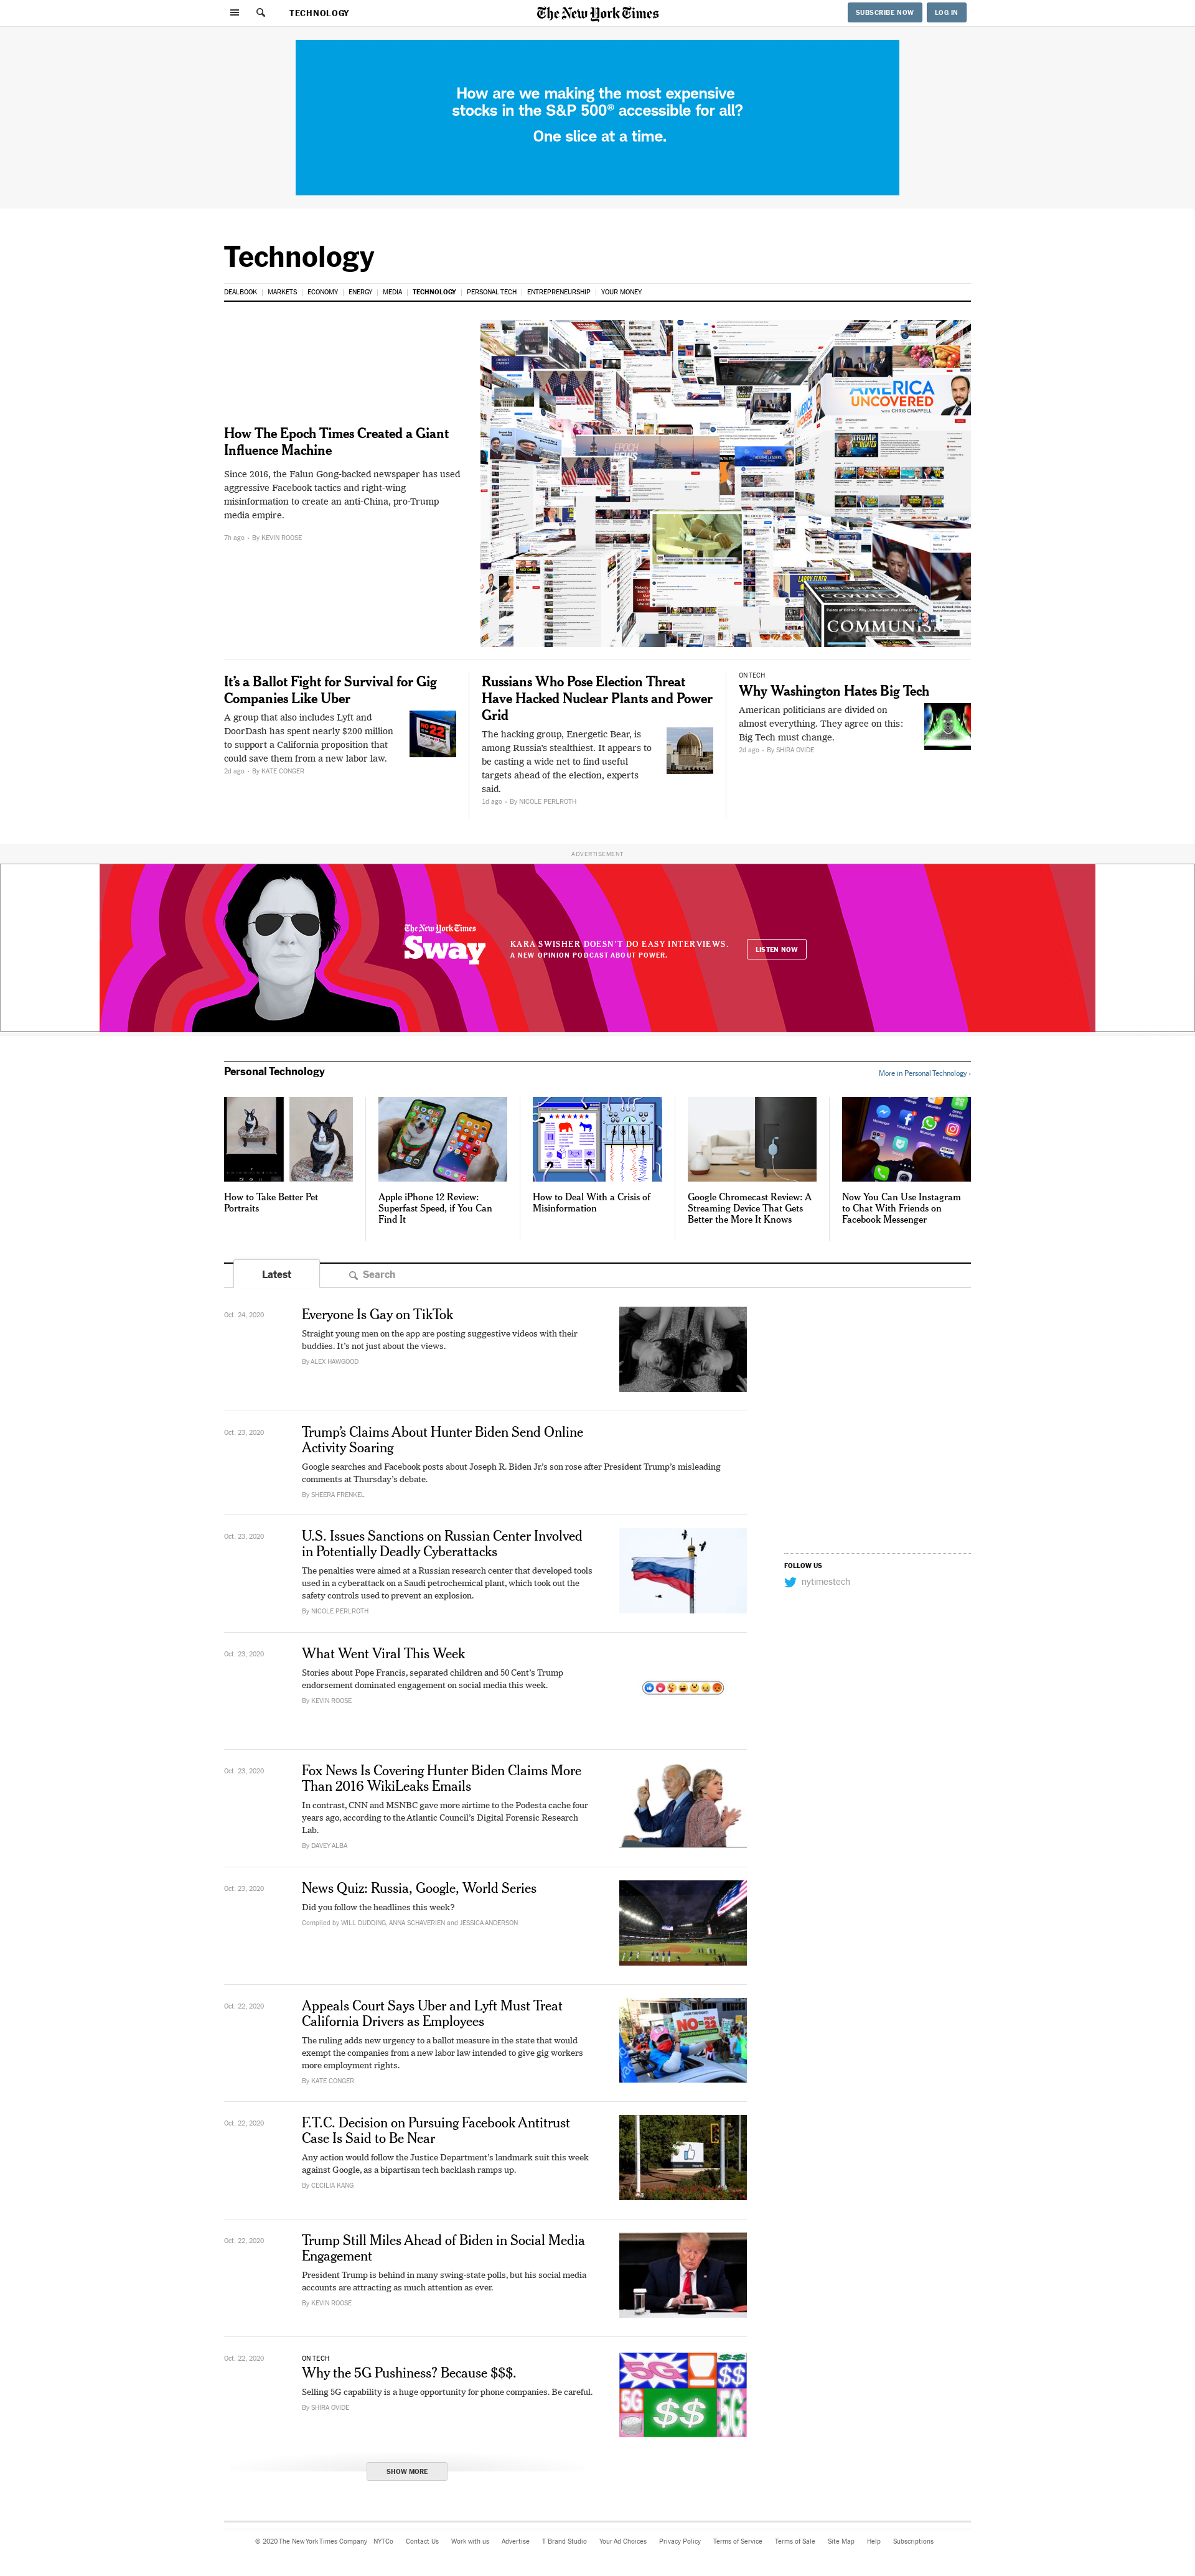 TECHNOLOGY
The New York Times
SUBSCRIBE NOW
LOG IN
How are we making the most expensive
stocks in the S&P 500® accessible for all?
One slice at a time.
Technology
DEALBOOK | MARKETS | ECONOMY | ENERGY | MEDIA | TECHNOLOGY | PERSONAL TECH | ENTREPRENEURSHIP | YOUR MONEY
How The Epoch Times Created a Giant
Influence Machine
Since 2016, the Falun Gong-backed newspaper has used
aggressive Facebook tactics and right-wing
misinformation to create an anti-China, pro-Trump
media empire.
7h ago • By KEVIN ROOSE
AMERICA
UNCOVERED
WITH CHRIS CHAPPELL
EPOCH
NEWS
COMMUNISM
It’s a Ballot Fight for Survival for Gig
Companies Like Uber
A group that also includes Lyft and
DoorDash has spent nearly $200 million
to support a California proposition that
could save them from a new labor law.
2d ago • By KATE CONGER
NO
22
Russians Who Pose Election Threat
Have Hacked Nuclear Plants and Power
Grid
The hacking group, Energetic Bear, is
among Russia’s stealthiest. It appears to
be casting a wide net to find useful
targets ahead of the election, experts
said.
1d ago • By NICOLE PERLROTH
ON TECH
Why Washington Hates Big Tech
American politicians are divided on
almost everything. They agree on this:
Big Tech must change.
2d ago • By SHIRA OVIDE
ADVERTISEMENT
The New York Times
Sway
KARA SWISHER DOESN’T DO EASY INTERVIEWS.
A NEW OPINION PODCAST ABOUT POWER.
LISTEN NOW
Personal Technology
More in Personal Technology ›
How to Take Better Pet
Portraits
Apple iPhone 12 Review:
Superfast Speed, if You Can
Find It
How to Deal With a Crisis of
Misinformation
Google Chromecast Review: A
Streaming Device That Gets
Better the More It Knows
Now You Can Use Instagram
to Chat With Friends on
Facebook Messenger
Latest
Search
Oct. 24, 2020
Everyone Is Gay on TikTok
Straight young men on the app are posting suggestive videos with their
buddies. It’s not just about the views.
By ALEX HAWGOOD
Oct. 23, 2020
Trump’s Claims About Hunter Biden Send Online
Activity Soaring
Google searches and Facebook posts about Joseph R. Biden Jr.’s son rose after President Trump’s misleading
comments at Thursday’s debate.
By SHEERA FRENKEL
Oct. 23, 2020
U.S. Issues Sanctions on Russian Center Involved
in Potentially Deadly Cyberattacks
The penalties were aimed at a Russian research center that developed tools
used in a cyberattack on a Saudi petrochemical plant, which took out the
safety controls used to prevent an explosion.
By NICOLE PERLROTH
FOLLOW US
nytimestech
Oct. 23, 2020
What Went Viral This Week
Stories about Pope Francis, separated children and 50 Cent’s Trump
endorsement dominated engagement on social media this week.
By KEVIN ROOSE
Oct. 23, 2020
Fox News Is Covering Hunter Biden Claims More
Than 2016 WikiLeaks Emails
In contrast, CNN and MSNBC gave more airtime to the Podesta cache four
years ago, according to the Atlantic Council’s Digital Forensic Research
Lab.
By DAVEY ALBA
Oct. 23, 2020
News Quiz: Russia, Google, World Series
Did you follow the headlines this week?
Compiled by WILL DUDDING, ANNA SCHAVERIEN and JESSICA ANDERSON
Oct. 22, 2020
Appeals Court Says Uber and Lyft Must Treat
California Drivers as Employees
The ruling adds new urgency to a ballot measure in the state that would
exempt the companies from a new labor law intended to give gig workers
more employment rights.
By KATE CONGER
NO
22
Oct. 22, 2020
F.T.C. Decision on Pursuing Facebook Antitrust
Case Is Said to Be Near
Any action would follow the Justice Department’s landmark suit this week
against Google, as a bipartisan tech backlash ramps up.
By CECILIA KANG
Oct. 22, 2020
Trump Still Miles Ahead of Biden in Social Media
Engagement
President Trump is behind in many swing-state polls, but his social media
accounts are attracting as much attention as ever.
By KEVIN ROOSE
Oct. 22, 2020
ON TECH
Why the 5G Pushiness? Because $$$.
Selling 5G capability is a huge opportunity for phone companies. Be careful.
By SHIRA OVIDE
5G
$$
5G
$$
5G
SHOW MORE
© 2020 The New York Times Company NYTCo Contact Us Work with us Advertise T Brand Studio Your Ad Choices Privacy Policy Terms of Service Terms of Sale Site Map Help Subscriptions